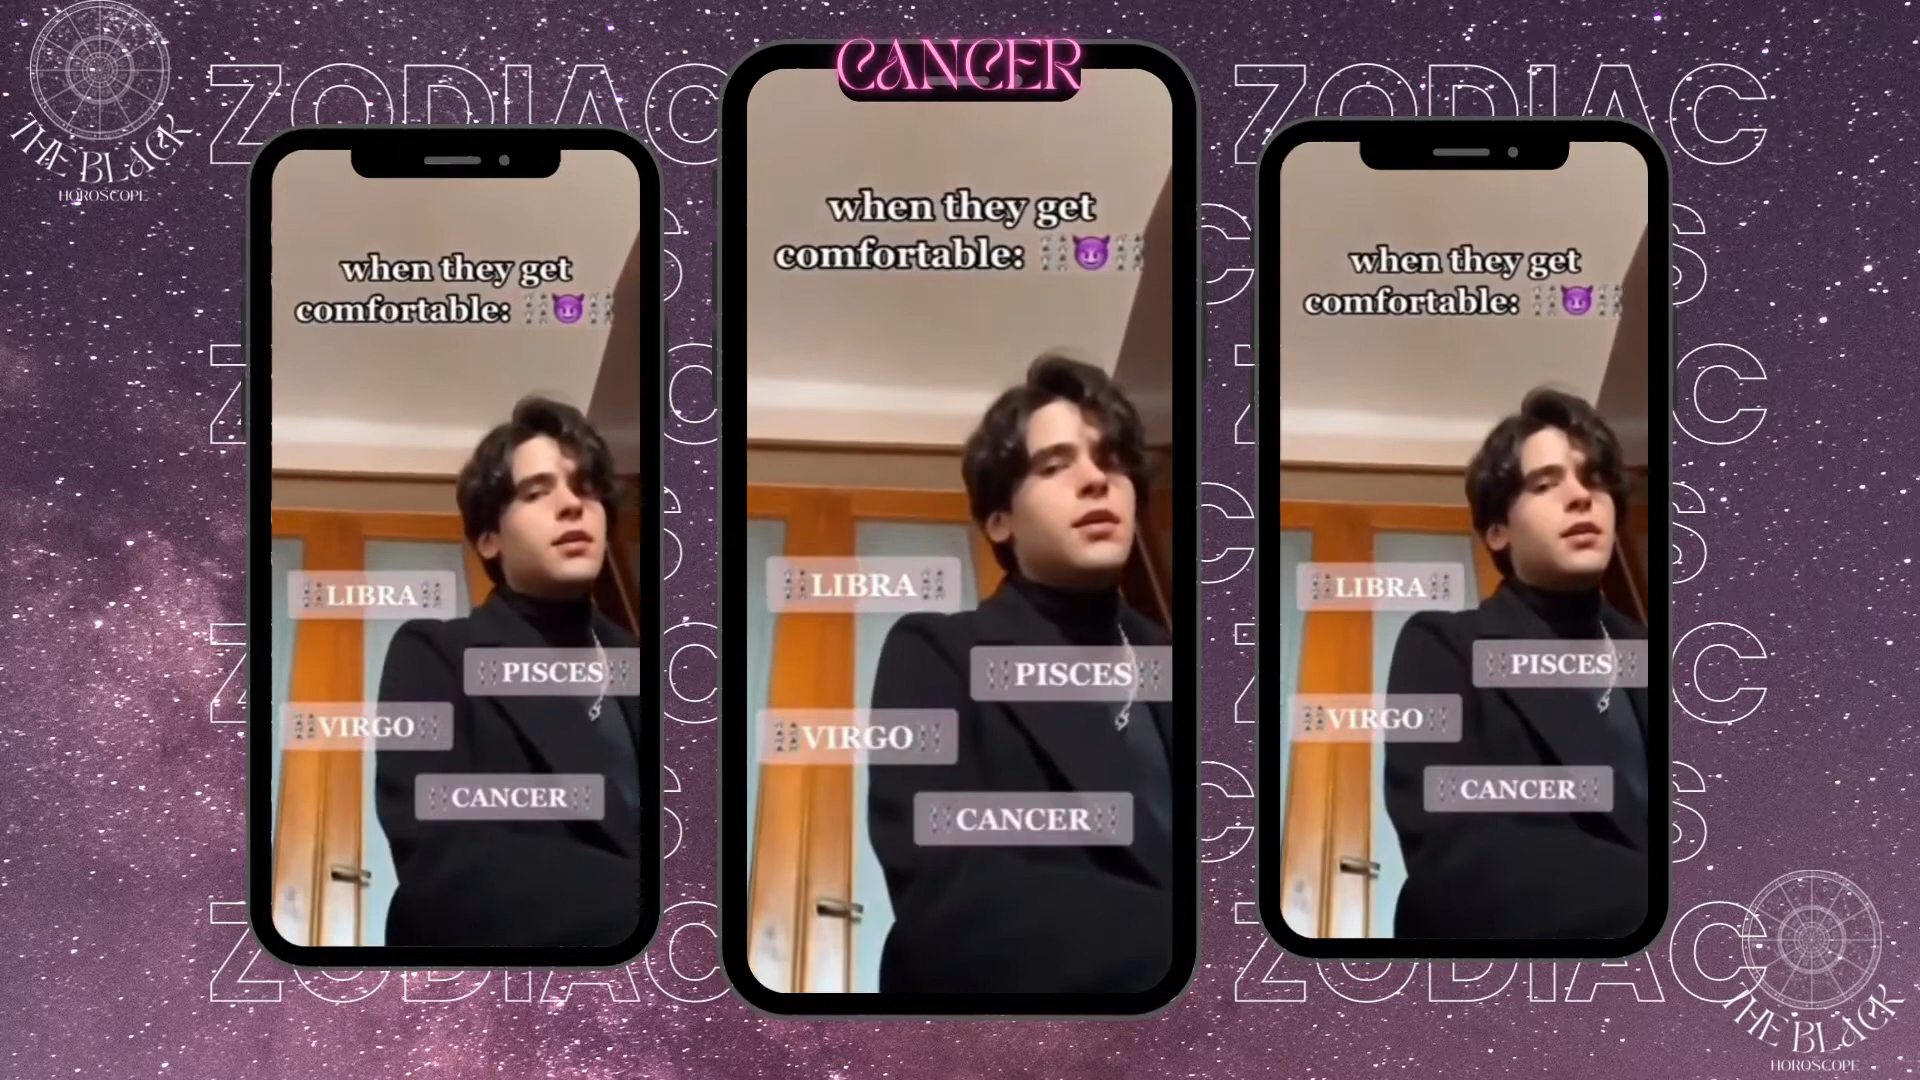 THE BLACK
HOROSCOPE
CANCER
ZODIAC
ZODIAC
when they get
comfortable: 😈
LIBRA
PISCES
VIRGO
CANCER
when they get
comfortable: 😈
LIBRA
PISCES
VIRGO
CANCER
when they get
comfortable: 😈
LIBRA
PISCES
VIRGO
CANCER
ZODIAC
ZODIAC
THE BLACK
HOROSCOPE